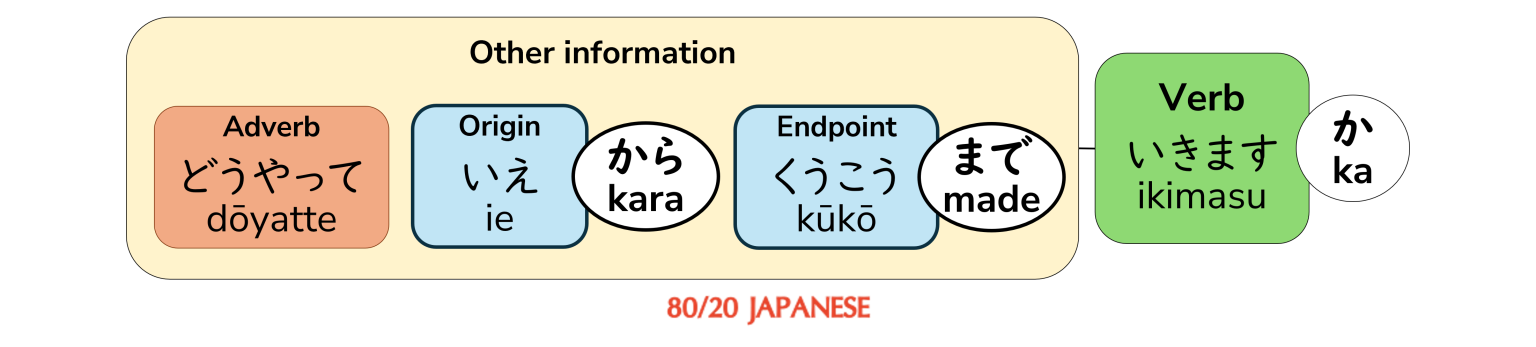 Other information
Adverb
どうやって
dōyatte
Origin
いえ
ie
から
kara
Endpoint
くうこう
kūkō
まで
made
Verb
いきます
ikimasu
か
ka
80/20 JAPANESE